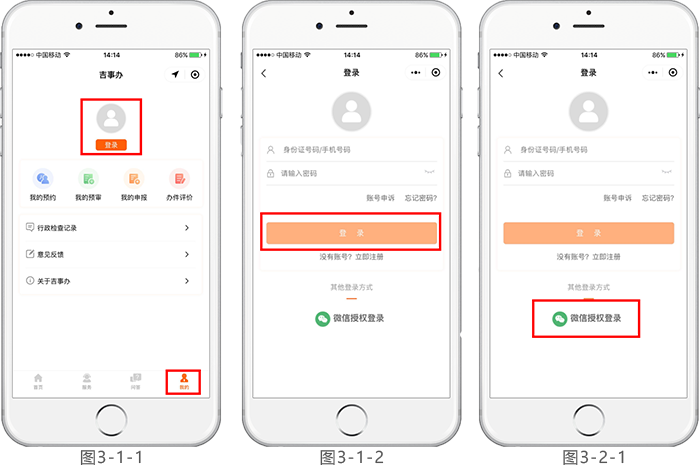 中国移动 14:14 86%
吉事办
登录
我的预约 我的预审 我的申报 办件评价
行政检查记录
意见反馈
关于吉事办
首页 服务 问答 我的
图3-1-1
中国移动 14:14 86%
登录
身份证号码/手机号码
请输入密码
账号申诉 忘记密码?
登 录
没有账号? 立即注册
其他登录方式
微信授权登录
图3-1-2
中国移动 14:14 86%
登录
身份证号码/手机号码
请输入密码
账号申诉 忘记密码?
登 录
没有账号? 立即注册
其他登录方式
微信授权登录
图3-2-1